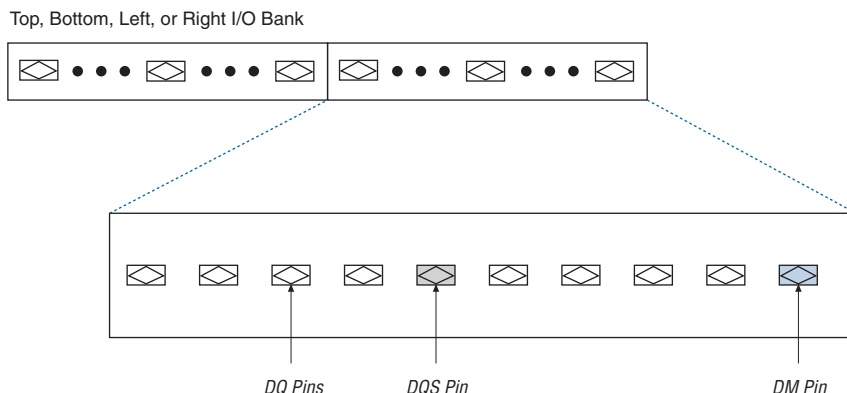 Top, Bottom, Left, or Right I/O Bank
DQ Pins
DQS Pin
DM Pin